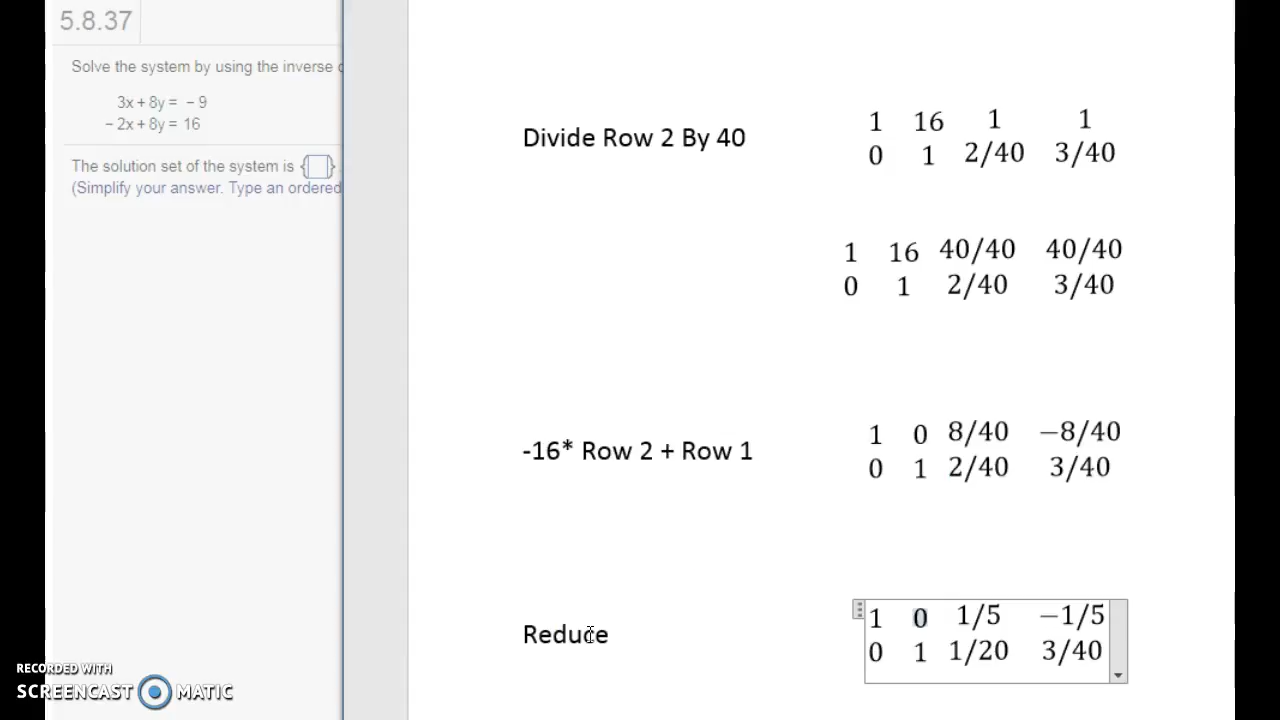 5.8.37
Solve the system by using the inverse
3x + 8y = − 9
− 2x + 8y = 16
The solution set of the system is { }
(Simplify your answer. Type an ordered
Divide Row 2 By 40
1 16 1 1
0 1 2/40 3/40
1 16 40/40 40/40
0 1 2/40 3/40
-16* Row 2 + Row 1
1 0 8/40 −8/40
0 1 2/40 3/40
Reduce
1 0 1/5 −1/5
0 1 1/20 3/40
RECORDED WITH
SCREENCAST MATIC